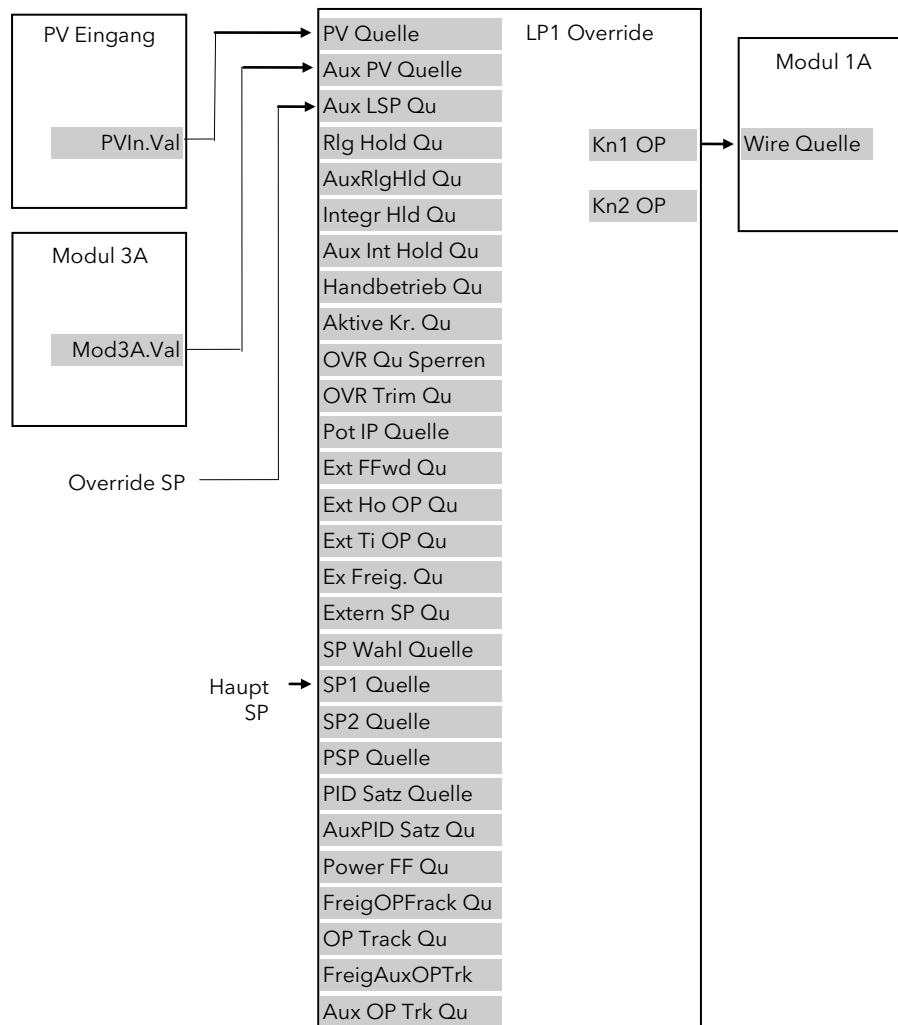 PV Eingang
PVIn.Val
Modul 3A
Mod3A.Val
Override SP
Haupt
SP
LP1 Override
PV Quelle
Aux PV Quelle
Aux LSP Qu
Rlg Hold Qu
AuxRlgHld Qu
Integr Hld Qu
Aux Int Hold Qu
Handbetrieb Qu
Aktive Kr. Qu
OVR Qu Sperren
OVR Trim Qu
Pot IP Quelle
Ext FFwd Qu
Ext Ho OP Qu
Ext Ti OP Qu
Ex Freig. Qu
Extern SP Qu
SP Wahl Quelle
SP1 Quelle
SP2 Quelle
PSP Quelle
PID Satz Quelle
AuxPID Satz Qu
Power FF Qu
FreigOPFrack Qu
OP Track Qu
FreigAuxOPTrk
Aux OP Trk Qu
Kn1 OP
Kn2 OP
Modul 1A
Wire Quelle